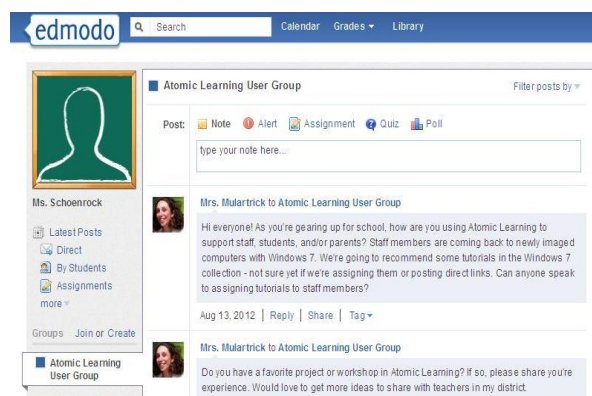 edmodo
Search
Calendar Grades Library
Atomic Learning User Group
Filter posts by
Post: Note Alert Assignment Quiz Poll
type your note here...
Ms. Schoenrock
Latest Posts
Direct
By Students
Assignments
more
Groups Join or Create
Atomic Learning
User Group
Mrs. Mulartrick to Atomic Learning User Group
Hi everyone! As you're gearing up for school, how are you using Atomic Learning to
support staff, students, and/or parents? Staff members are coming back to newly imaged
computers with Windows 7. We're going to recommend some tutorials in the Windows 7
collection - not sure yet if we're assigning them or posting direct links. Can anyone speak
to assigning tutorials to staff members?
Aug 13, 2012 | Reply | Share | Tag
Mrs. Mulartrick to Atomic Learning User Group
Do you have a favorite project or workshop in Atomic Learning? If so, please share you're
experience. Would love to get more ideas to share with teachers in my district.